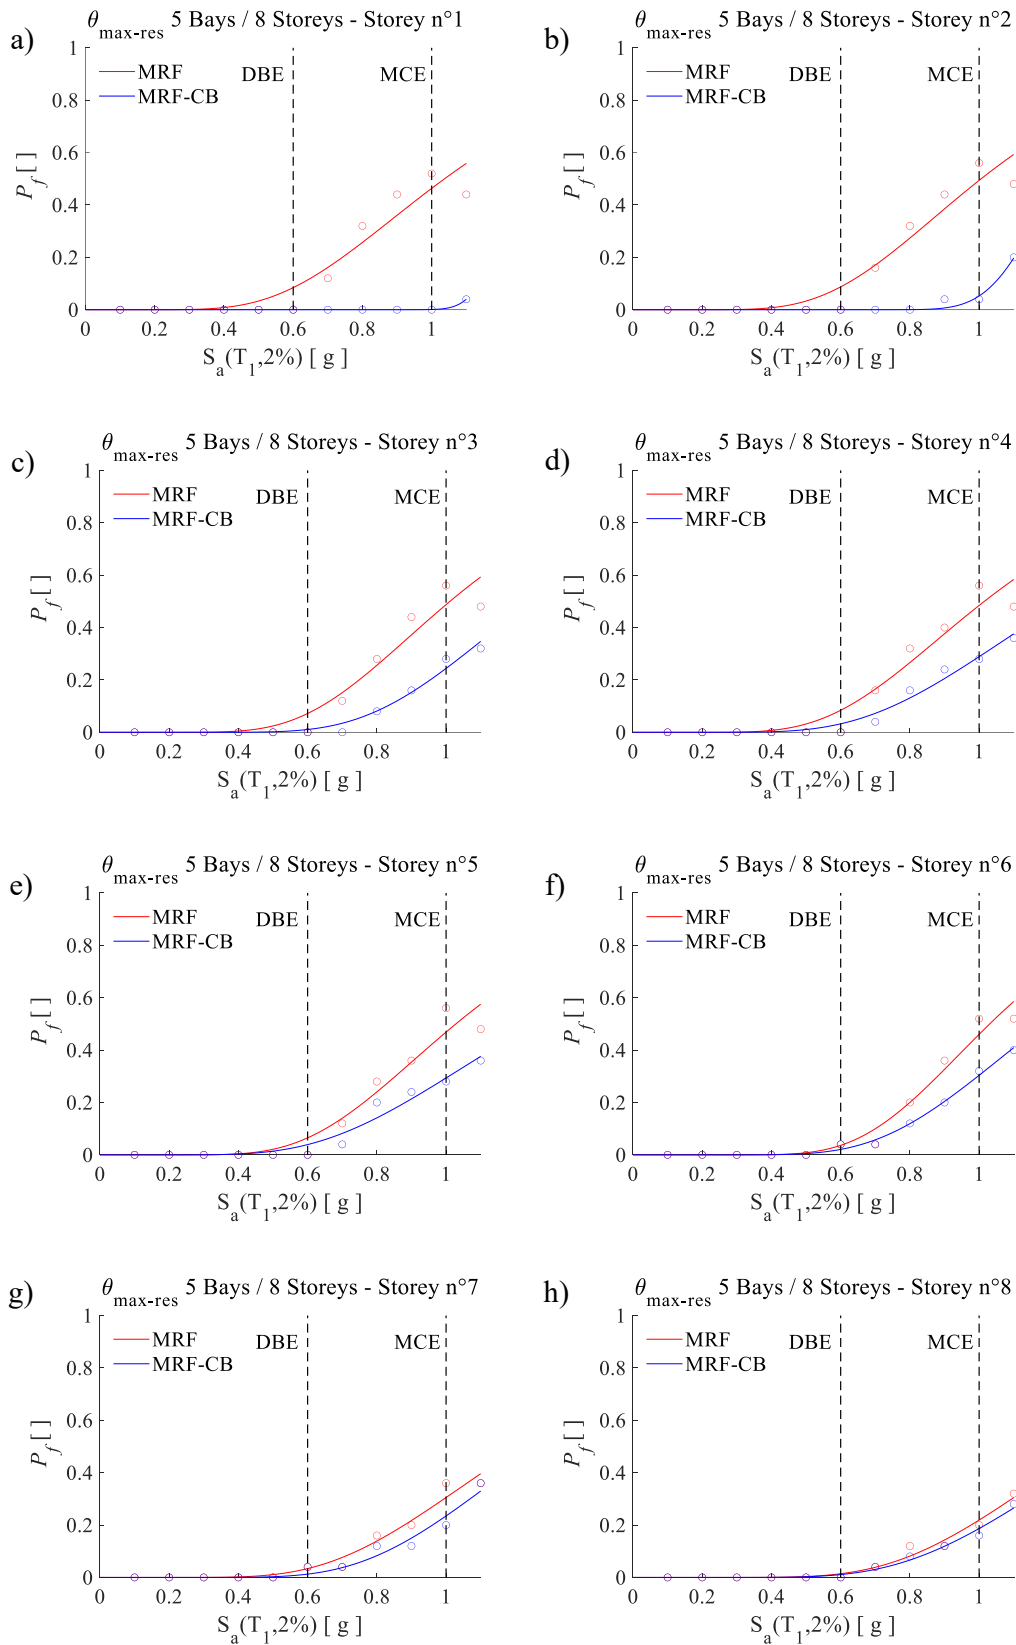 a)
θmax-res 5 Bays / 8 Storeys - Storey n°1
1
0.8
0.6
0.4
0.2
0
Pf [ ]
MRF
MRF-CB
DBE
MCE
0 0.2 0.4 0.6 0.8 1
Sa(T1,2%) [ g ]
b)
θmax-res 5 Bays / 8 Storeys - Storey n°2
1
0.8
0.6
0.4
0.2
0
Pf [ ]
MRF
MRF-CB
DBE
MCE
0 0.2 0.4 0.6 0.8 1
Sa(T1,2%) [ g ]
c)
θmax-res 5 Bays / 8 Storeys - Storey n°3
1
0.8
0.6
0.4
0.2
0
Pf [ ]
MRF
MRF-CB
DBE
MCE
0 0.2 0.4 0.6 0.8 1
Sa(T1,2%) [ g ]
d)
θmax-res 5 Bays / 8 Storeys - Storey n°4
1
0.8
0.6
0.4
0.2
0
Pf [ ]
MRF
MRF-CB
DBE
MCE
0 0.2 0.4 0.6 0.8 1
Sa(T1,2%) [ g ]
e)
θmax-res 5 Bays / 8 Storeys - Storey n°5
1
0.8
0.6
0.4
0.2
0
Pf [ ]
MRF
MRF-CB
DBE
MCE
0 0.2 0.4 0.6 0.8 1
Sa(T1,2%) [ g ]
f)
θmax-res 5 Bays / 8 Storeys - Storey n°6
1
0.8
0.6
0.4
0.2
0
Pf [ ]
MRF
MRF-CB
DBE
MCE
0 0.2 0.4 0.6 0.8 1
Sa(T1,2%) [ g ]
g)
θmax-res 5 Bays / 8 Storeys - Storey n°7
1
0.8
0.6
0.4
0.2
0
Pf [ ]
MRF
MRF-CB
DBE
MCE
0 0.2 0.4 0.6 0.8 1
Sa(T1,2%) [ g ]
h)
θmax-res 5 Bays / 8 Storeys - Storey n°8
1
0.8
0.6
0.4
0.2
0
Pf [ ]
MRF
MRF-CB
DBE
MCE
0 0.2 0.4 0.6 0.8 1
Sa(T1,2%) [ g ]